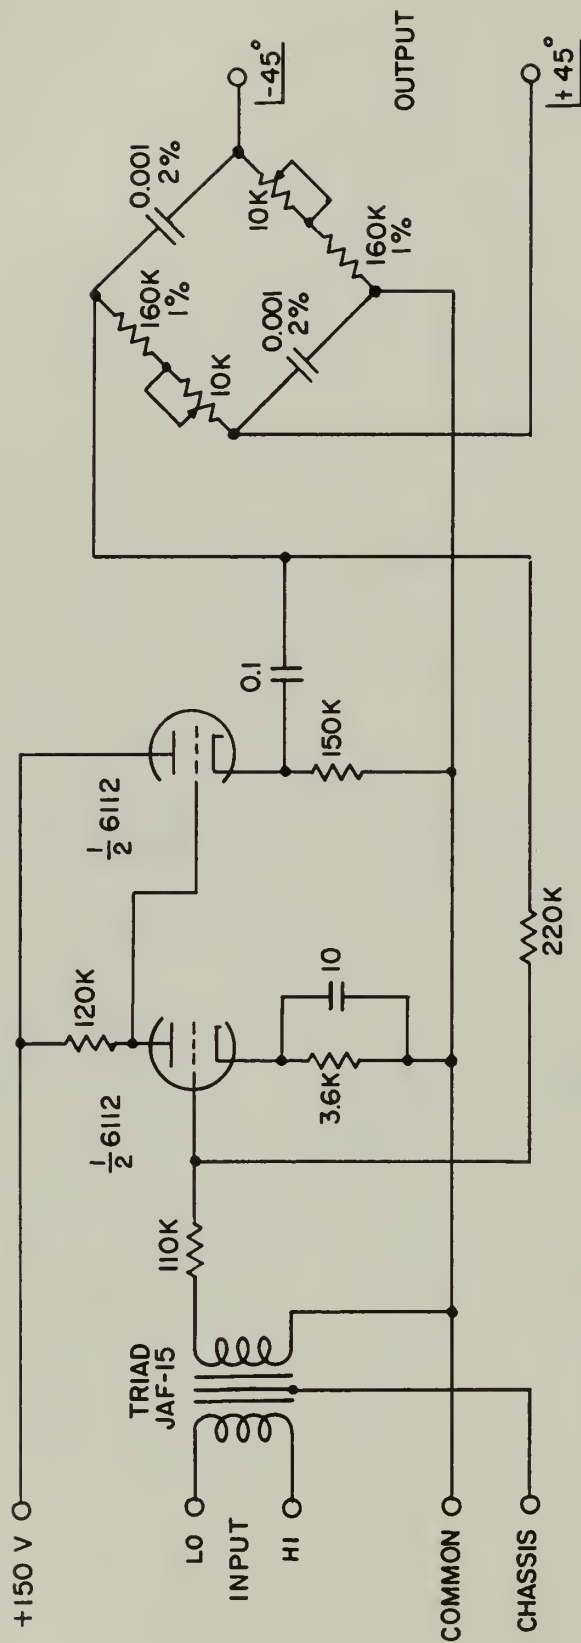 +150 V
LO
INPUT
HI
COMMON
CHASSIS
TRIAD
JAF-15
110K
1/2 6112
120K
3.6K
10
1/2 6112
0.1
150K
220K
160K
1%
10K
0.001
2%
0.001
2%
10K
160K
1%
-45°
OUTPUT
+45°